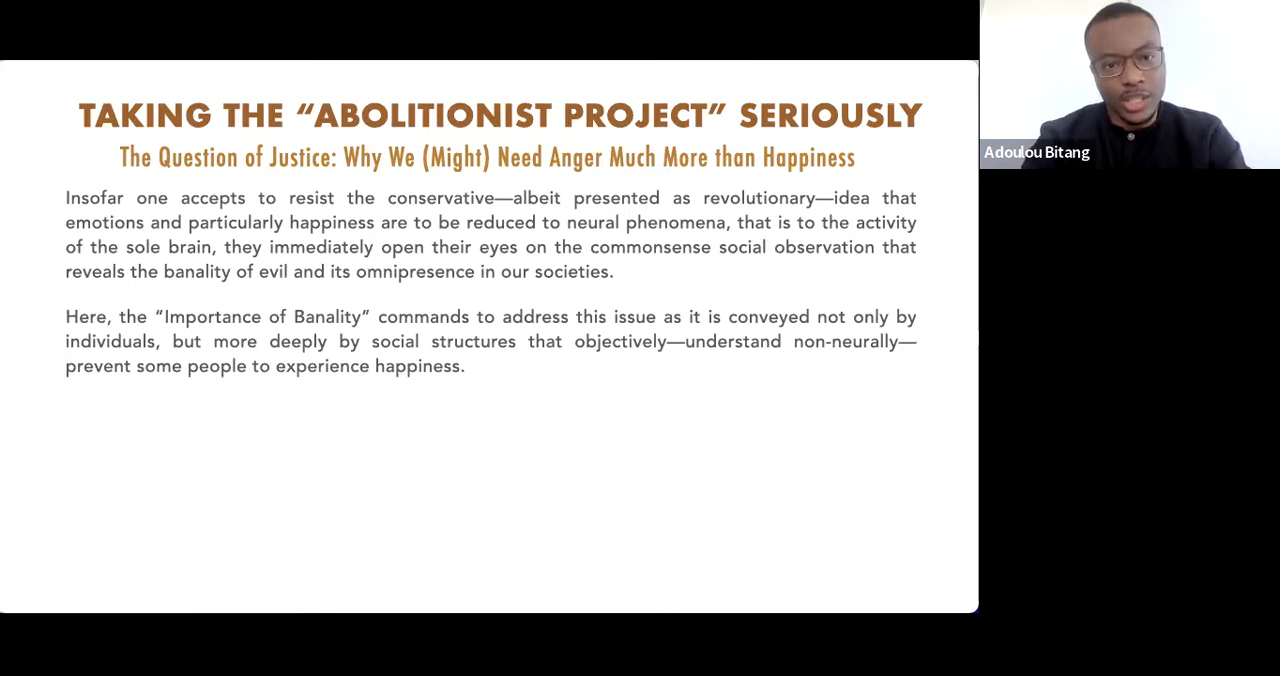 TAKING THE “ABOLITIONIST PROJECT” SERIOUSLY
The Question of Justice: Why We (Might) Need Anger Much More than Happiness
Insofar one accepts to resist the conservative—albeit presented as revolutionary—idea that
emotions and particularly happiness are to be reduced to neural phenomena, that is to the activity
of the sole brain, they immediately open their eyes on the commonsense social observation that
reveals the banality of evil and its omnipresence in our societies.
Here, the “Importance of Banality” commands to address this issue as it is conveyed not only by
individuals, but more deeply by social structures that objectively—understand non-neurally—
prevent some people to experience happiness.
Adoulou Bitang